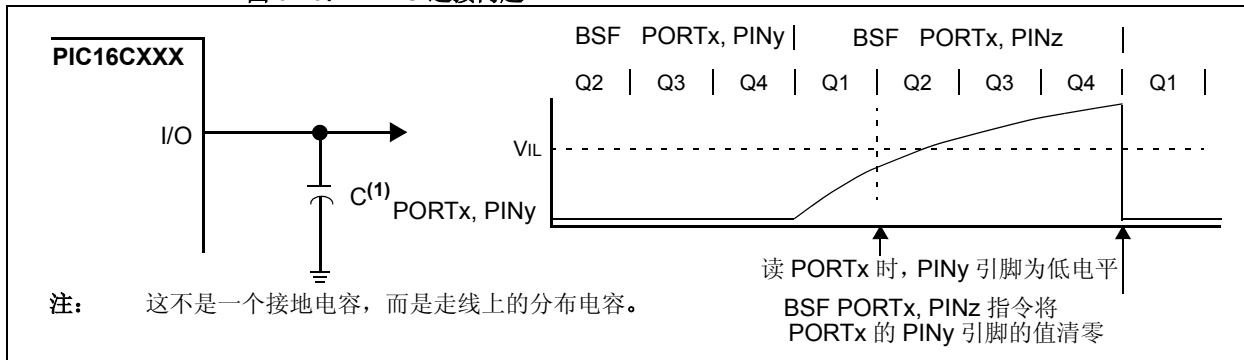 PIC16CXXX
I/O
C(1)
BSF PORTx, PINy | BSF PORTx, PINz |
Q2 | Q3 | Q4 | Q1 | Q2 | Q3 | Q4 | Q1 |
VIL
PORTx, PINy
读 PORTx 时，PINy 引脚为低电平
BSF PORTx, PINz 指令将
PORTx 的 PINy 引脚的值清零
注： 这不是一个接地电容，而是走线上的分布电容。